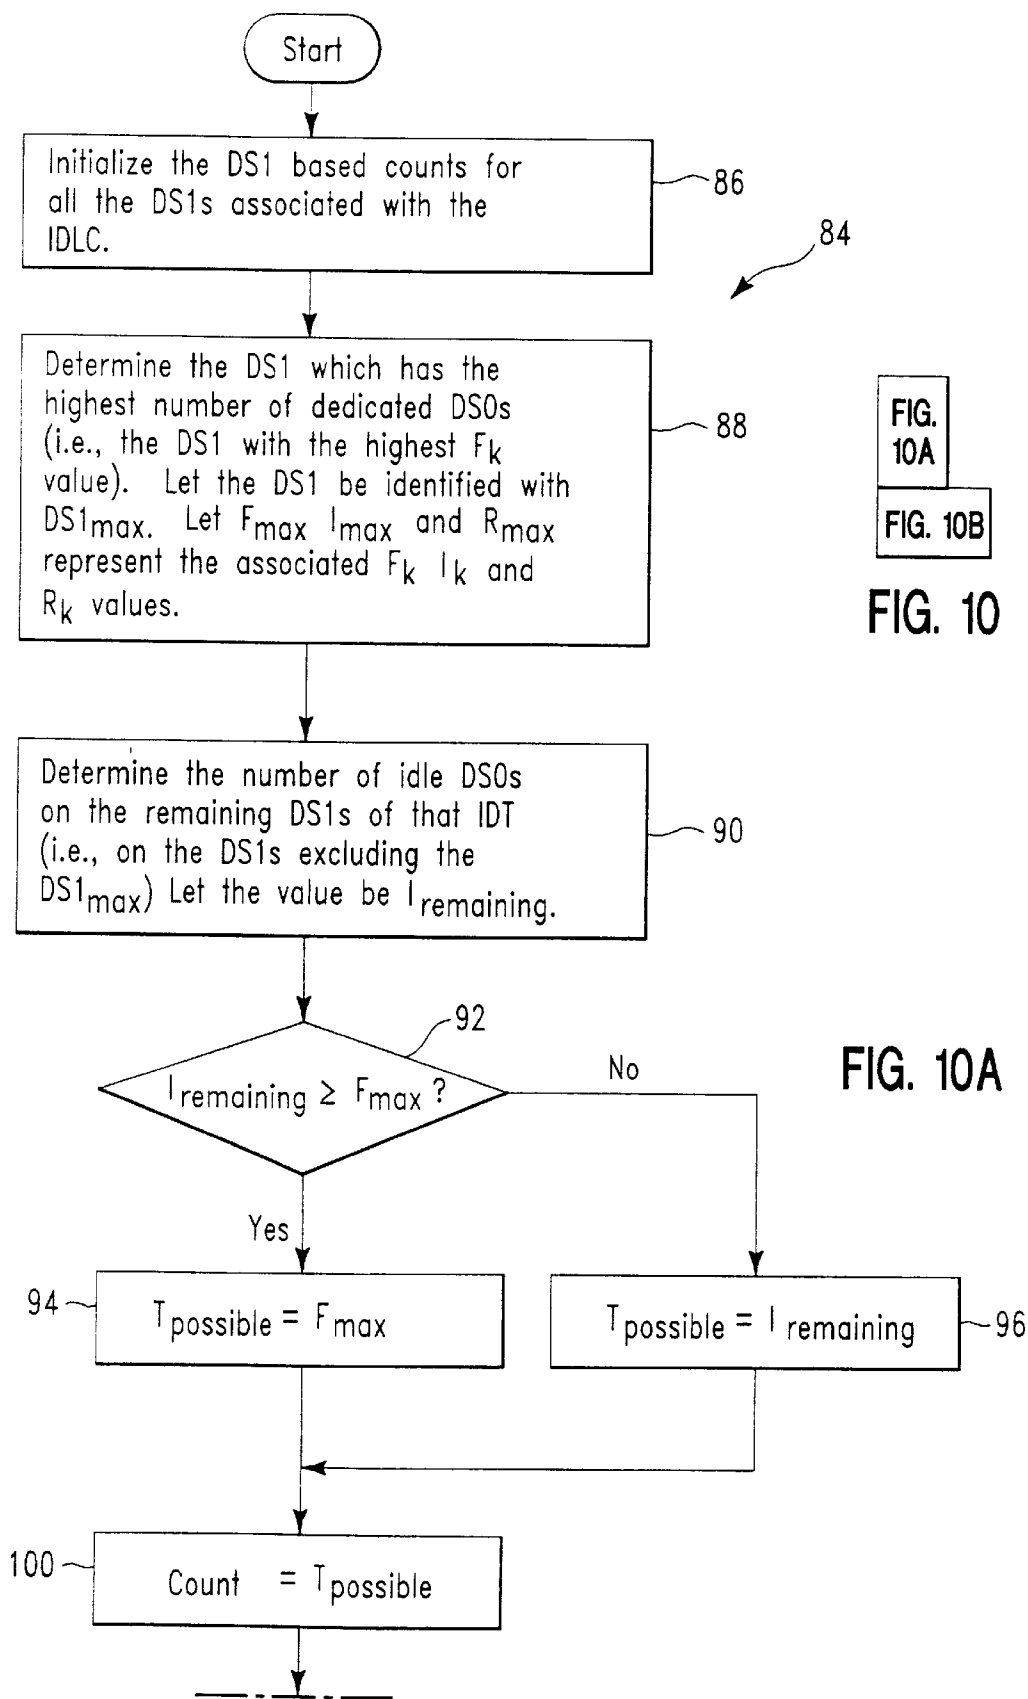 Start
Initialize the DS1 based counts for
all the DS1s associated with the
IDLC.
86
84
Determine the DS1 which has the
highest number of dedicated DS0s
(i.e., the DS1 with the highest Fk
value). Let the DS1 be identified with
DS1max. Let Fmax Imax and Rmax
represent the associated Fk Ik and
Rk values.
88
FIG.
10A
FIG. 10B
FIG. 10
Determine the number of idle DS0s
on the remaining DS1s of that IDT
(i.e., on the DS1s excluding the
DS1max) Let the value be Iremaining.
90
92
Iremaining ≥ Fmax ?
No
FIG. 10A
Yes
94
Tpossible = Fmax
Tpossible = Iremaining
96
100
Count = Tpossible